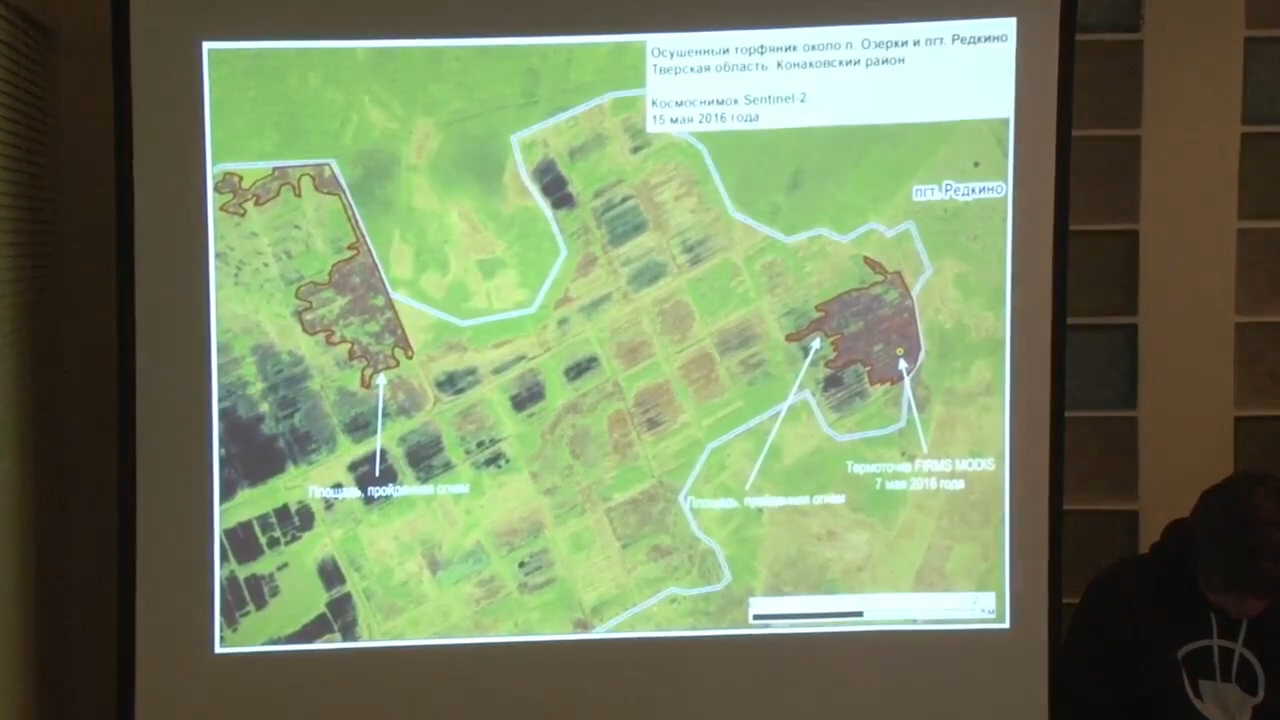 Осушенный торфяник около п. Озерки и пгт. Редкино
Тверская область. Конаковский район
Космоснимок Sentinel-2
15 мая 2016 года
пгт. Редкино
Термоточка FIRMS MODIS
7 мая 2016 года
Площадь, пройденная огнем
Площадь, пройденная огнем
Км